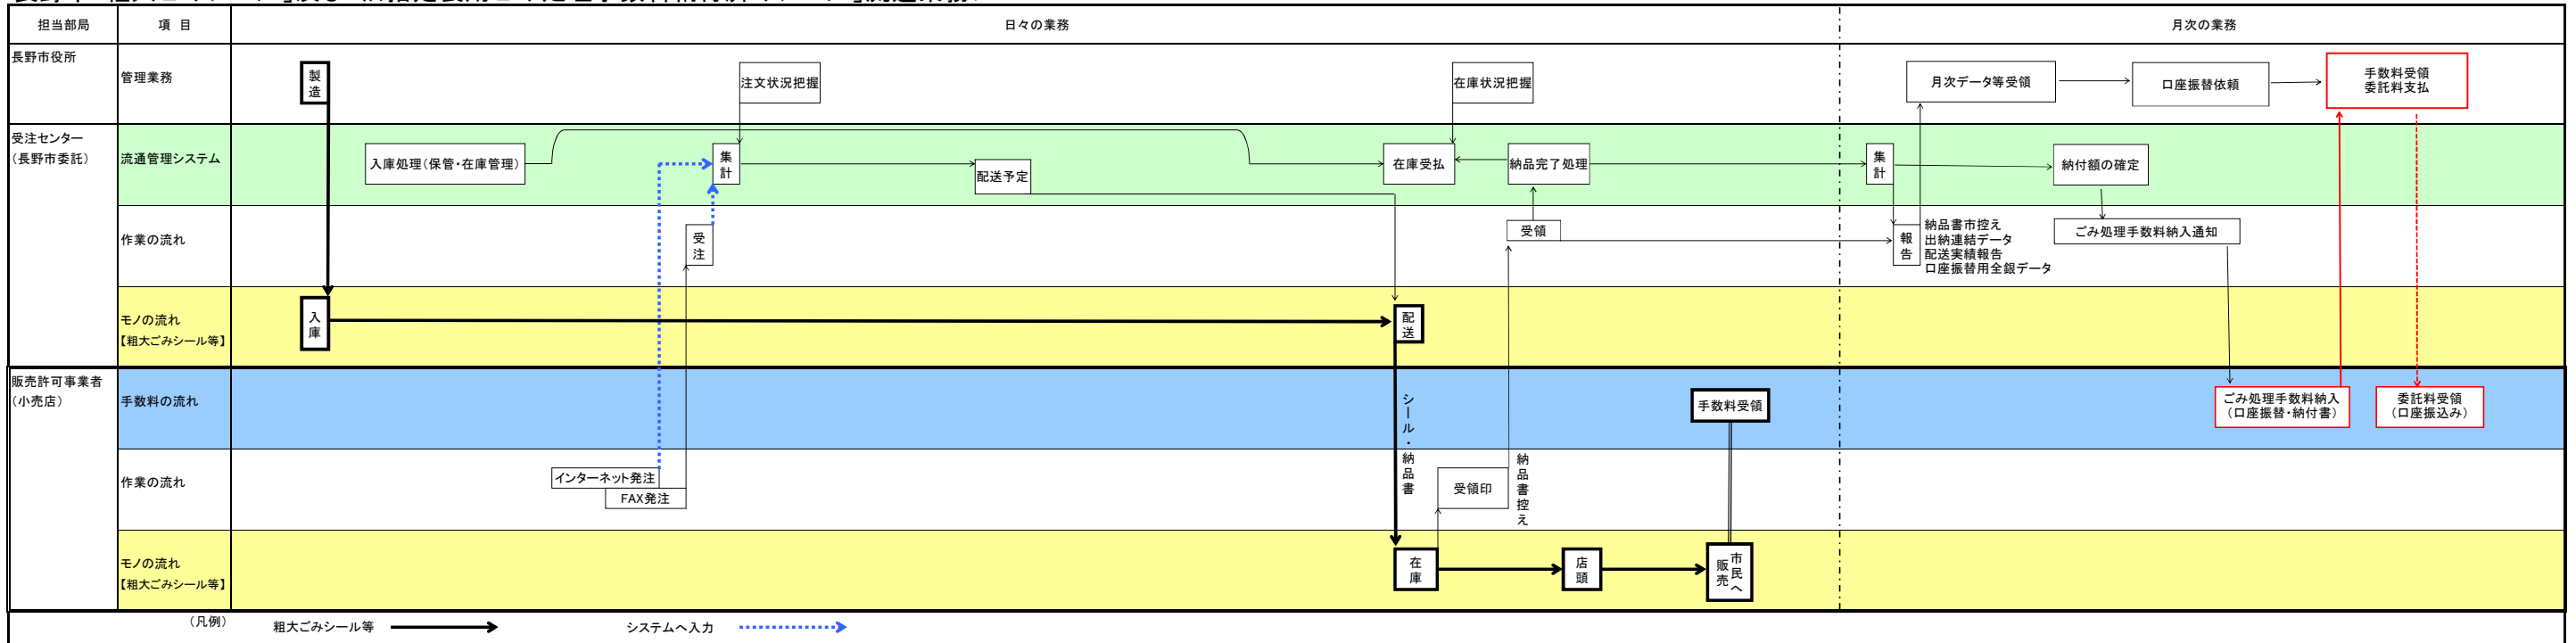 担当部局
項 目
日々の業務
月次の業務
長野市役所
管理業務
製造
注文状況把握
在庫状況把握
月次データ等受領
口座振替依頼
手数料受領
委託料支払
受注センター
（長野市委託）
流通管理システム
入庫処理（保管・在庫管理）
集計
配送予定
在庫受払
納品完了処理
集計
納付額の確定
作業の流れ
受注
受領
報告
納品書市控え
出納連結データ
配送実績報告
口座振替用全銀データ
ごみ処理手数料納入通知
モノの流れ
【粗大ごみシール等】
入庫
配送
販売許可事業者
（小売店）
手数料の流れ
シール・納品書
手数料受領
ごみ処理手数料納入
（口座振替・納付書）
委託料受領
（口座振込み）
作業の流れ
インターネット発注
FAX発注
受領印
納品書控え
モノの流れ
【粗大ごみシール等】
在庫
店頭
市民へ
販売
（凡例）
粗大ごみシール等
システムへ入力